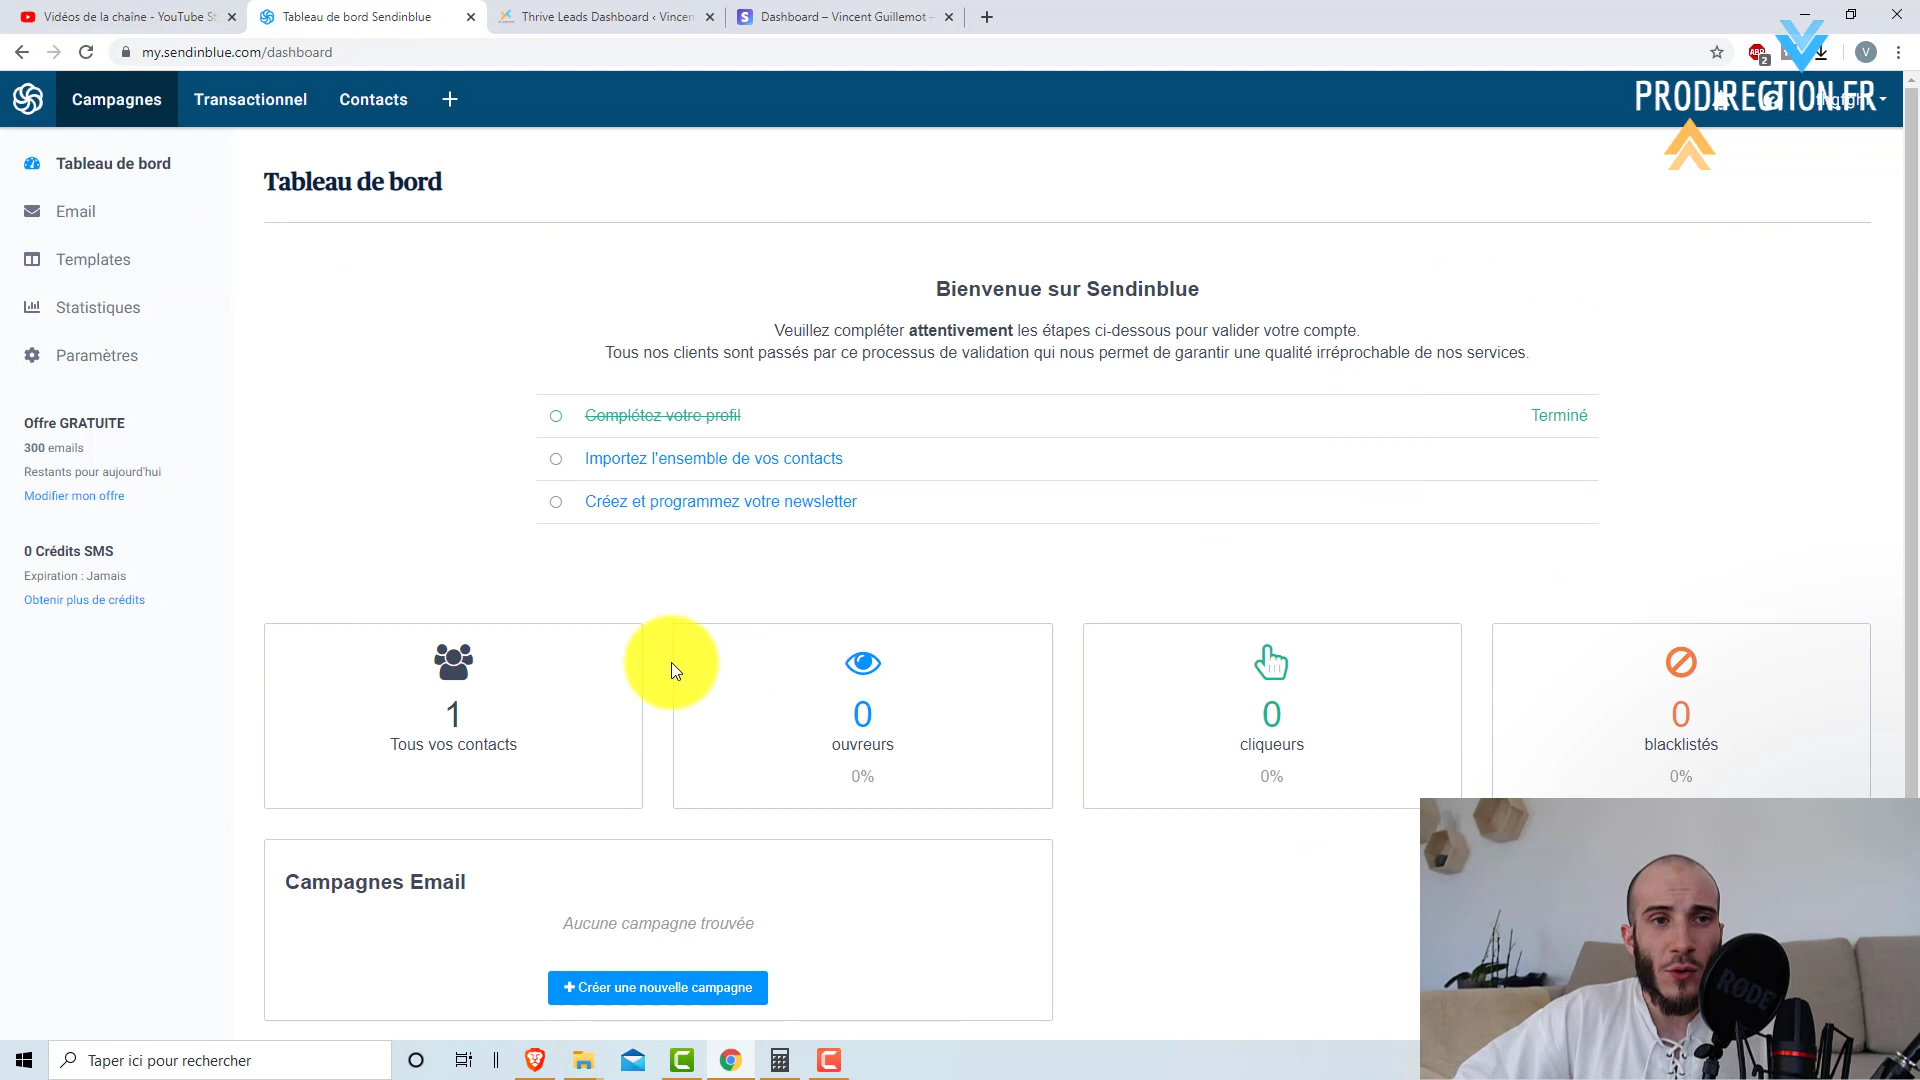 Vidéos de la chaîne - YouTube St
Tableau de bord Sendinblue
Thrive Leads Dashboard ‹ Vincen
Dashboard – Vincent Guillemot –
my.sendinblue.com/dashboard
ABP
2
V
Campagnes
Transactionnel
Contacts
PRODIRECTION.FR
Tableau de bord
Email
Templates
Statistiques
Paramètres
Offre GRATUITE
300 emails
Restants pour aujourd'hui
Modifier mon offre
0 Crédits SMS
Expiration : Jamais
Obtenir plus de crédits
Tableau de bord
Bienvenue sur Sendinblue
Veuillez compléter attentivement les étapes ci-dessous pour valider votre compte.
Tous nos clients sont passés par ce processus de validation qui nous permet de garantir une qualité irréprochable de nos services.
Complétez votre profil
Terminé
Importez l'ensemble de vos contacts
Créez et programmez votre newsletter
1
Tous vos contacts
0
ouvreurs
0%
0
cliqueurs
0%
0
blacklistés
0%
Campagnes Email
Aucune campagne trouvée
Créer une nouvelle campagne
RØDE
Taper ici pour rechercher